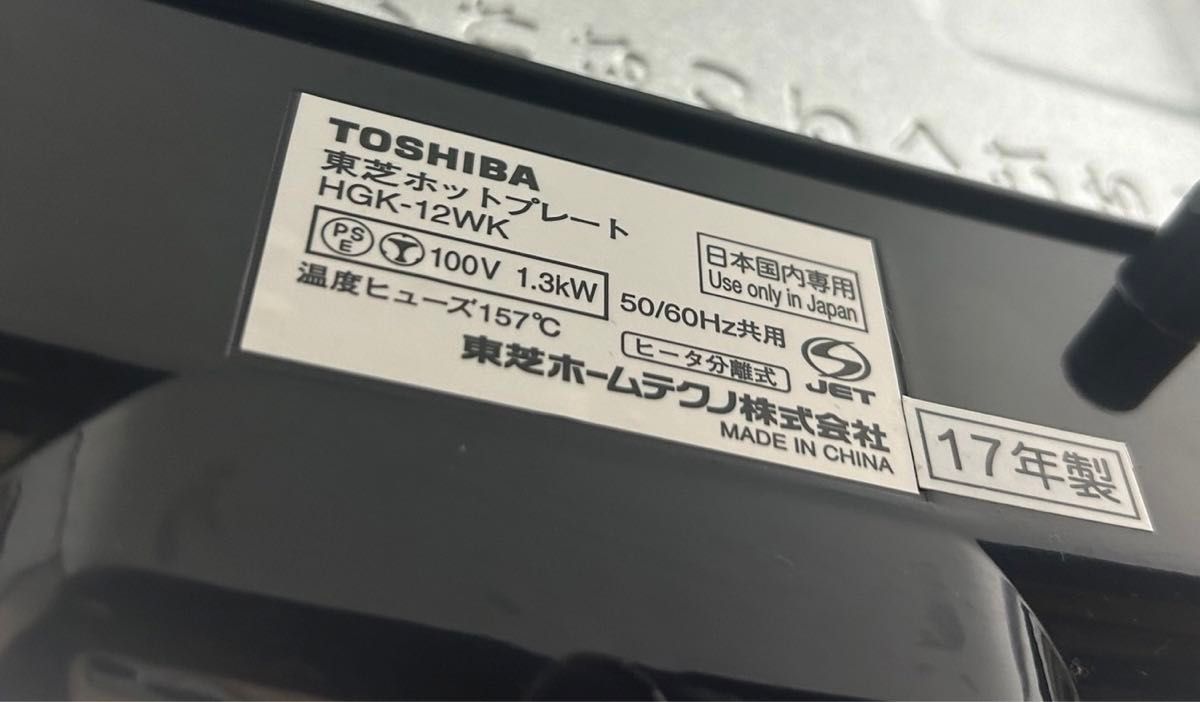 TOSHIBA
東芝ホットプレート
HGK-12WK
日本国内専用
Use only in Japan
PSE 100V 1.3kW 50/60Hz共用
温度ヒューズ157℃ ヒータ分離式
JET
東芝ホームテクノ株式会社
MADE IN CHINA
17年製